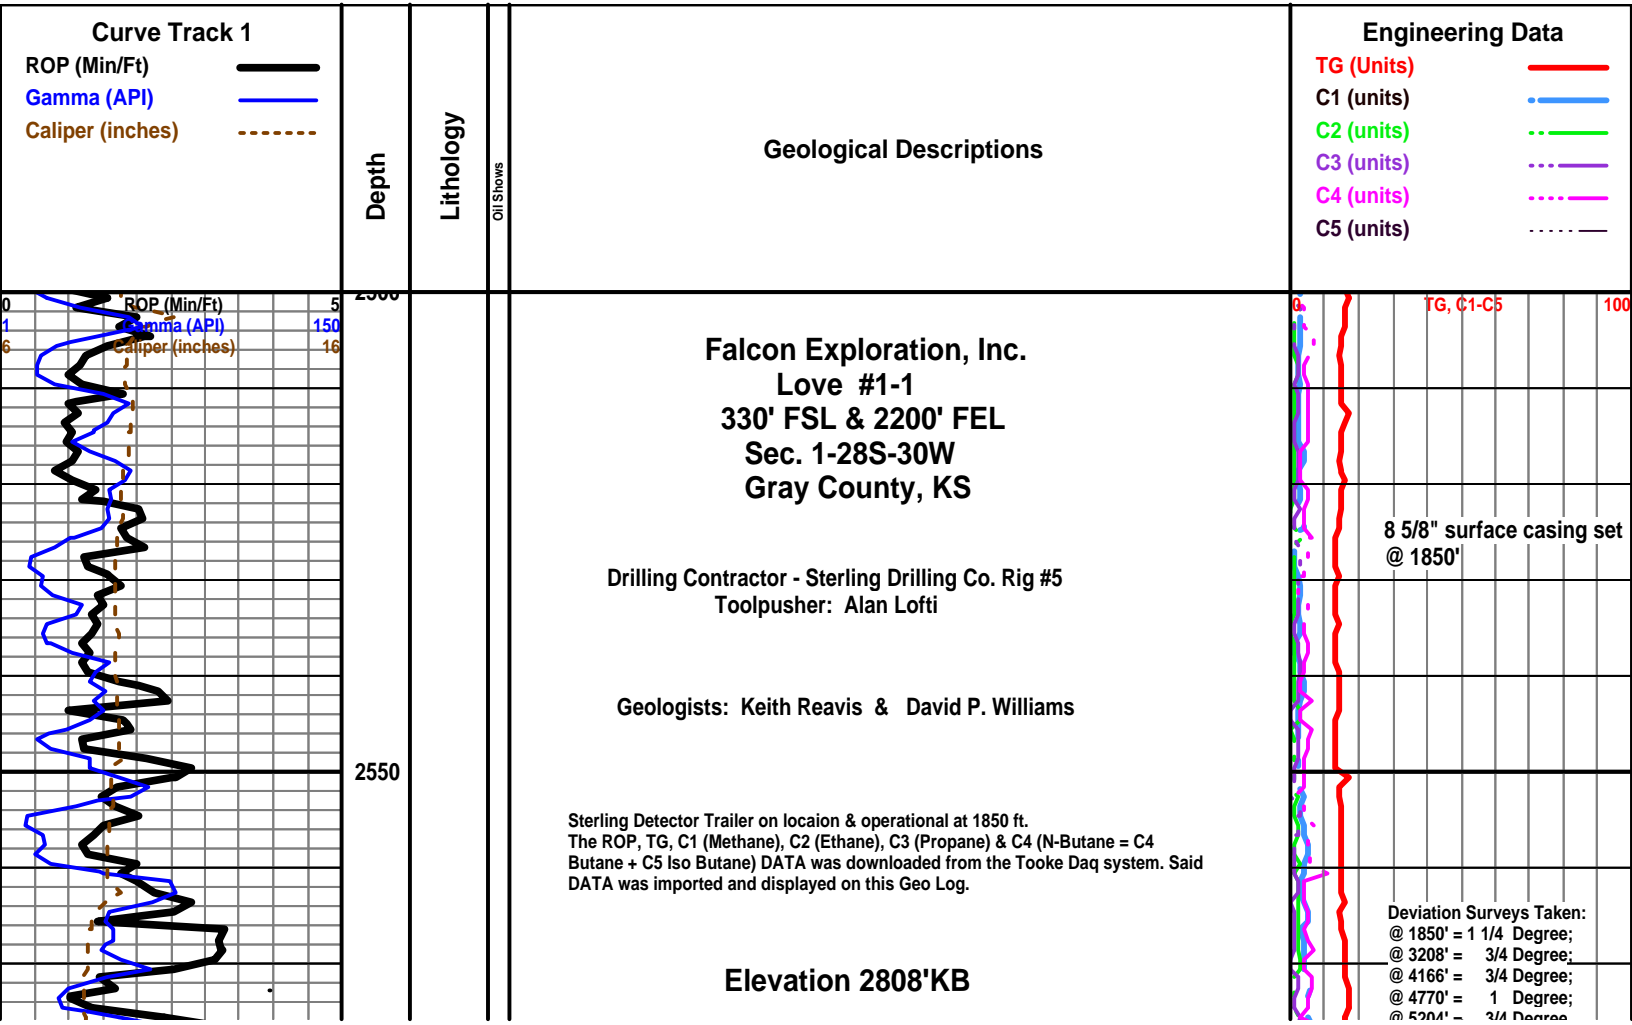 Curve Track 1
ROP (Min/Ft)
Gamma (API)
Caliper (inches)
Depth
Lithology
Oil Shows
Geological Descriptions
Engineering Data
TG (Units)
C1 (units)
C2 (units)
C3 (units)
C4 (units)
C5 (units)
0 ROP (Min/Ft) 5
1 Gamma (API) 150
6 Caliper (inches) 16
2500
0 TG, C1-C5 100
Falcon Exploration, Inc.
Love #1-1
330' FSL & 2200' FEL
Sec. 1-28S-30W
Gray County, KS
8 5/8" surface casing set
@ 1850'
Drilling Contractor - Sterling Drilling Co. Rig #5
Toolpusher: Alan Lofti
Geologists: Keith Reavis & David P. Williams
2550
Sterling Detector Trailer on locaion & operational at 1850 ft.
The ROP, TG, C1 (Methane), C2 (Ethane), C3 (Propane) & C4 (N-Butane = C4
Butane + C5 Iso Butane) DATA was downloaded from the Tooke Daq system. Said
DATA was imported and displayed on this Geo Log.
Elevation 2808'KB
Deviation Surveys Taken:
@ 1850' = 1 1/4 Degree;
@ 3208' = 3/4 Degree;
@ 4166' = 3/4 Degree;
@ 4770' = 1 Degree;
@ 5204' = 3/4 Degree